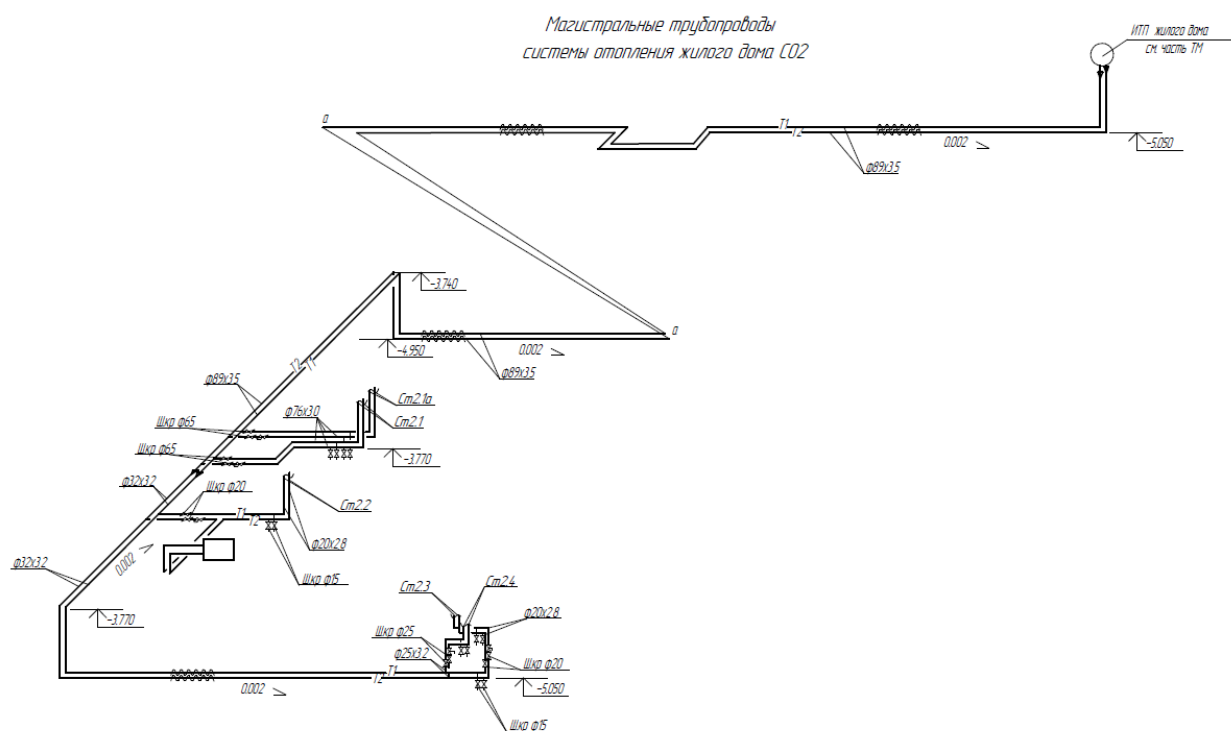 Магистральные трубопроводы
системы отопления жилого дома СО2
ИТП жилого дома
см. часть ТМ
а
Т1
Т2
0.002
-5.050
ф89х3.5
-3.740
а
-4.950
0.002
ф89х3.5
Т2
Т1
ф89х3.5
Ст2.1а
Шкр ф65
ф76х3.0
Ст2.1
Шкр ф65
-3.770
ф32х3.2
Шкр ф20
Ст2.2
Т1
Т2
ф20х2.8
0.002
ф32х3.2
Шкр ф15
-3.770
Ст2.3
Ст2.4
ф20х2.8
Шкр ф25
ф25х3.2
Шкр ф20
Т1
Т2
0.002
-5.050
Шкр ф15